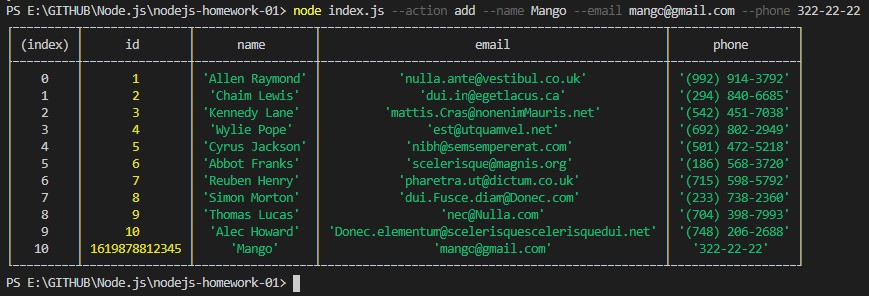 PS E:\GITHUB\Node.js\nodejs-homework-01> node index.js --action add --name Mango --email mango@gmail.com --phone 322-22-22
(index) id name email phone
0 1 'Allen Raymond' 'nulla.ante@vestibul.co.uk' '(992) 914-3792'
1 2 'Chaim Lewis' 'dui.in@egetlacus.ca' '(294) 840-6685'
2 3 'Kennedy Lane' 'mattis.Cras@nonenimMauris.net' '(542) 451-7038'
3 4 'Wylie Pope' 'est@utquamvel.net' '(692) 802-2949'
4 5 'Cyrus Jackson' 'nibh@semsempererat.com' '(501) 472-5218'
5 6 'Abbot Franks' 'scelerisque@magnis.org' '(186) 568-3720'
6 7 'Reuben Henry' 'pharetra.ut@dictum.co.uk' '(715) 598-5792'
7 8 'Simon Morton' 'dui.Fusce.diam@Donec.com' '(233) 738-2360'
8 9 'Thomas Lucas' 'nec@Nulla.com' '(704) 398-7993'
9 10 'Alec Howard' 'Donec.elementum@scelerisquescelerisquedui.net' '(748) 206-2688'
10 1619878812345 'Mango' 'mango@gmail.com' '322-22-22'
PS E:\GITHUB\Node.js\nodejs-homework-01>